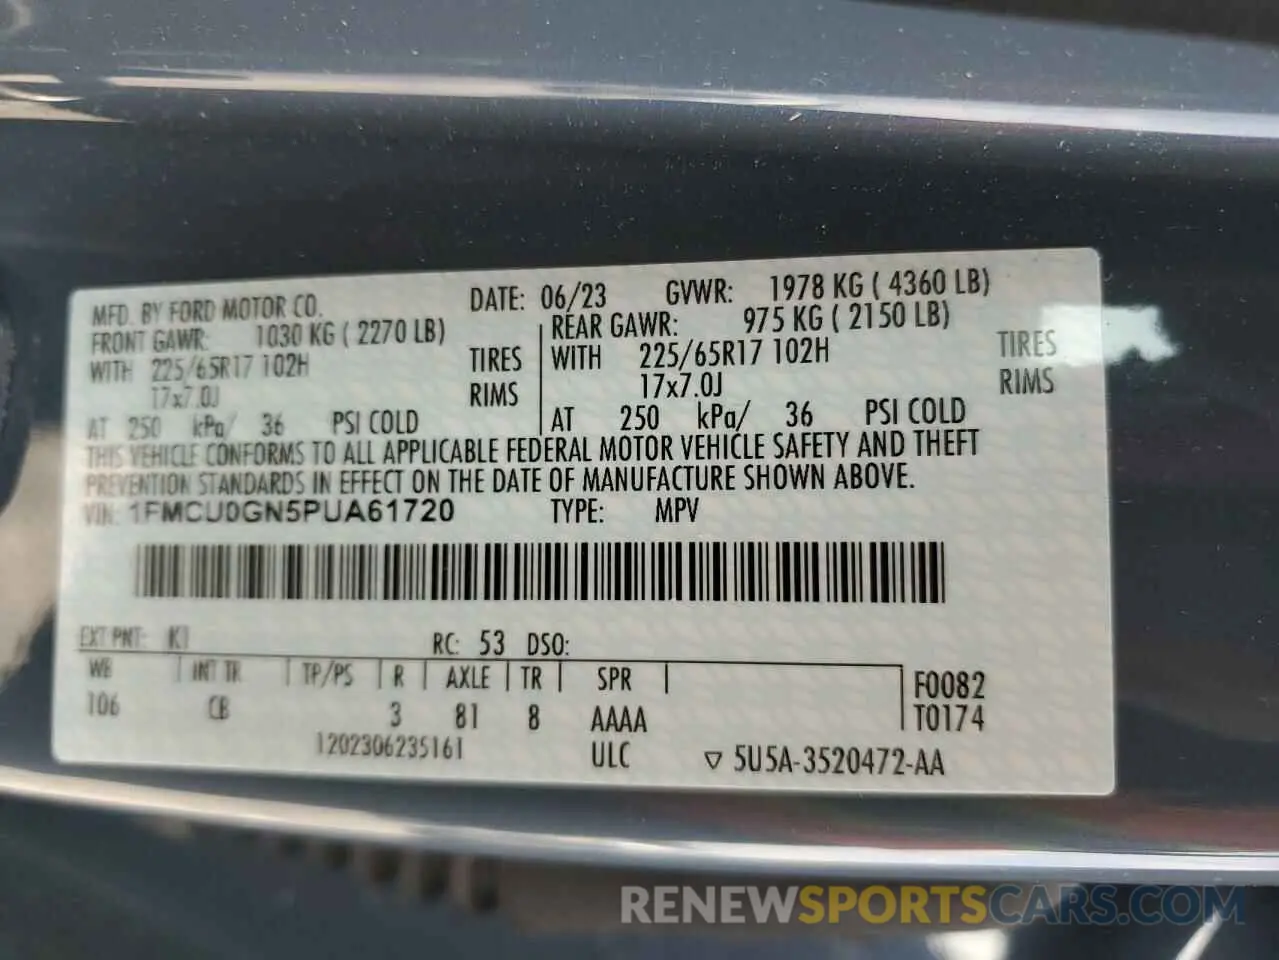 MFD. BY FORD MOTOR CO. DATE: 06/23 GVWR: 1978 KG ( 4360 LB)
FRONT GAWR: 1030 KG ( 2270 LB) REAR GAWR: 975 KG ( 2150 LB)
WITH 225/65R17 102H TIRES WITH 225/65R17 102H TIRES
17x7.0J RIMS 17x7.0J RIMS
AT 250 kPa/ 36 PSI COLD AT 250 kPa/ 36 PSI COLD
THIS VEHICLE CONFORMS TO ALL APPLICABLE FEDERAL MOTOR VEHICLE SAFETY AND THEFT
PREVENTION STANDARDS IN EFFECT ON THE DATE OF MANUFACTURE SHOWN ABOVE.
VIN: 1FMCU0GN5PUA61720 TYPE: MPV
EXT PNT: K1 RC: 53 DSO:
WB INT TR TP/PS R AXLE TR SPR F0082
106 CB 3 81 8 AAAA T0174
1202306235161 ULC ▽ 5U5A-3520472-AA
RENEWSPORTSCARS.COM